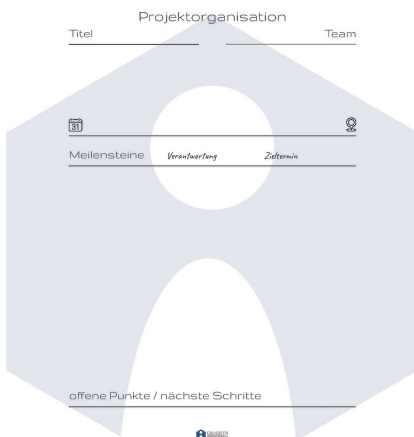 Projektorganisation
Titel Team
31
Meilensteine Verantwortung Zieltermin
offene Punkte / nächste Schritte